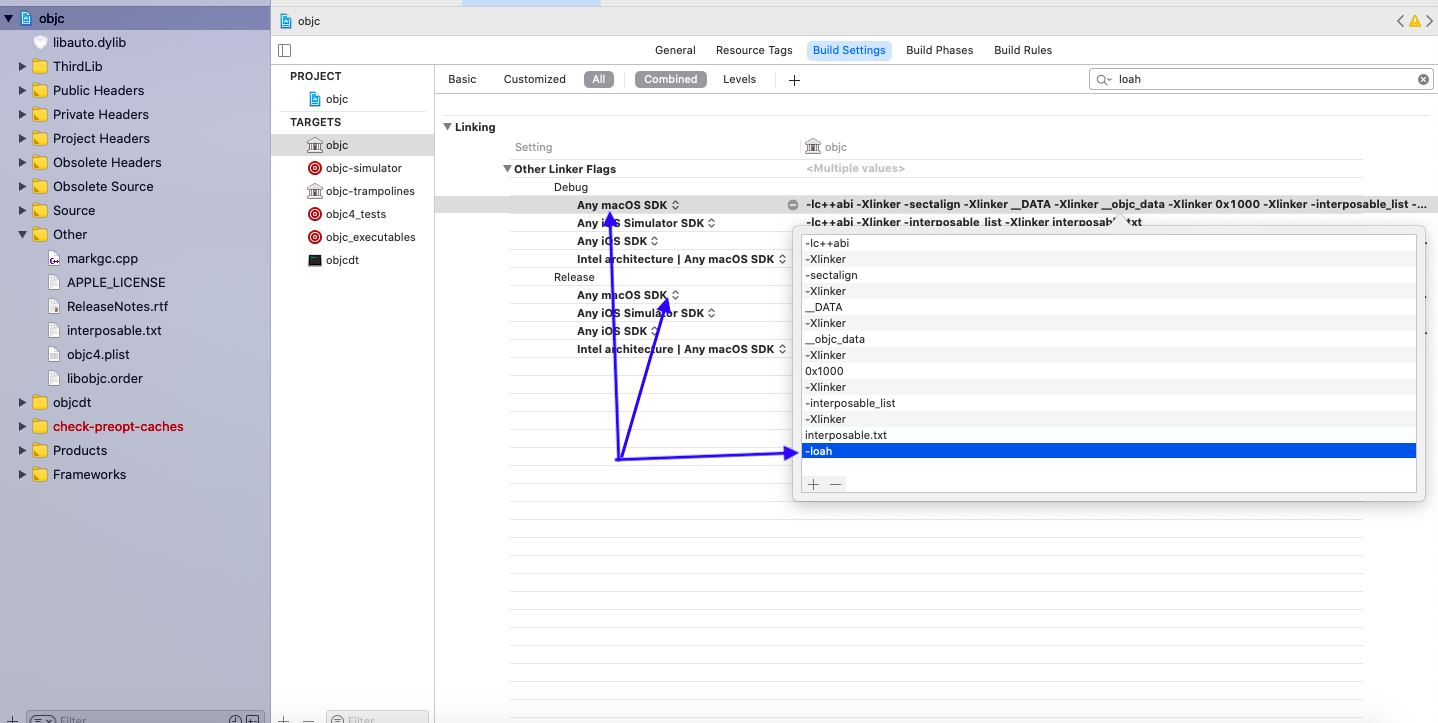 objc
libauto.dylib
ThirdLib
Public Headers
Private Headers
Project Headers
Obsolete Headers
Obsolete Source
Source
Other
markgc.cpp
APPLE_LICENSE
ReleaseNotes.rtf
interposable.txt
objc4.plist
libobjc.order
objcdt
check-preopt-caches
Products
Frameworks
Filter
objc
General Resource Tags Build Settings Build Phases Build Rules
PROJECT
objc
TARGETS
objc
objc-simulator
objc-trampolines
objc4_tests
objc_executables
objcdt
Filter
Basic Customized All Combined Levels + loah
Linking
Setting objc
Other Linker Flags <Multiple values>
Debug
Any macOS SDK -lc++abi -Xlinker -sectalign -Xlinker __DATA -Xlinker __objc_data -Xlinker 0x1000 -Xlinker -interposable_list -...
Any iOS Simulator SDK -lc++abi -Xlinker -interposable_list -Xlinker interposable.txt
Any iOS SDK
Intel architecture | Any macOS SDK
Release
Any macOS SDK
Any iOS Simulator SDK
Any iOS SDK
Intel architecture | Any macOS SDK
-lc++abi
-Xlinker
-sectalign
-Xlinker
__DATA
-Xlinker
__objc_data
-Xlinker
0x1000
-Xlinker
-interposable_list
-Xlinker
interposable.txt
-loah